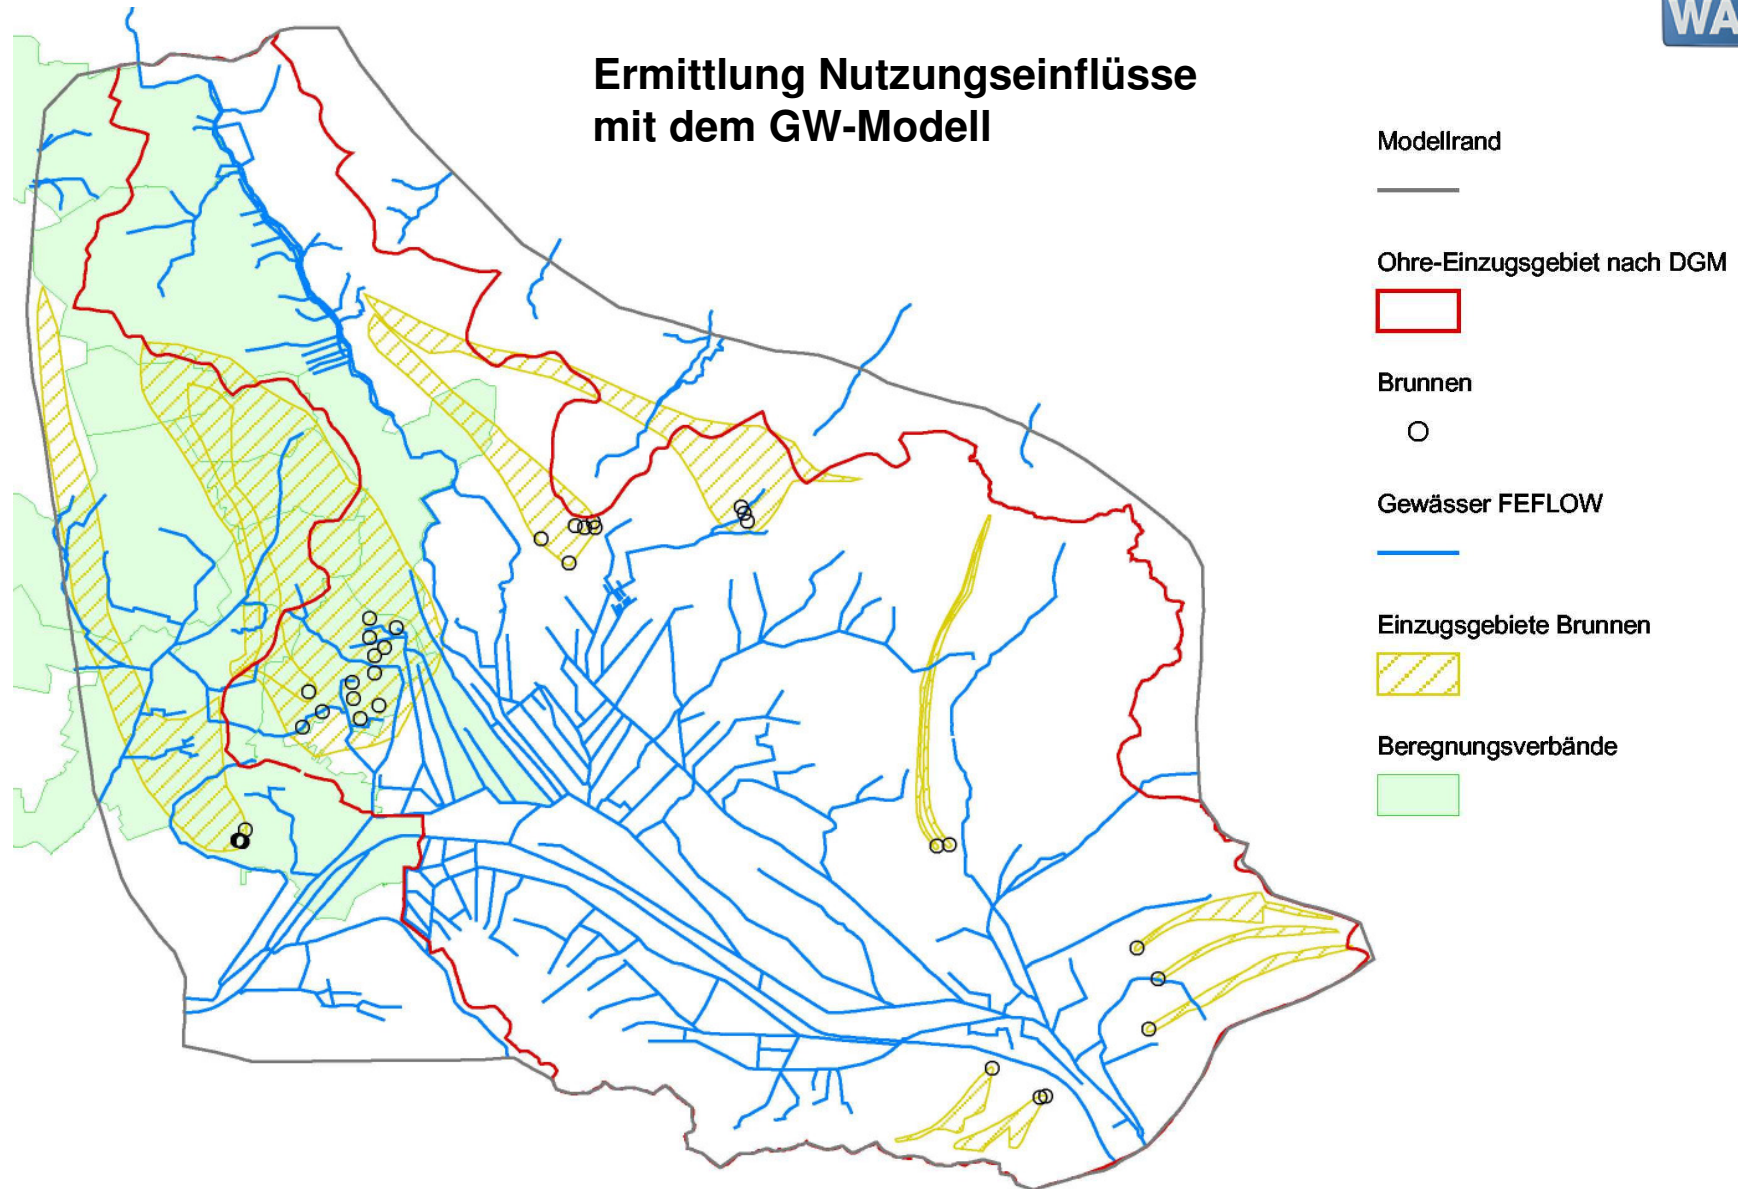 WA
Ermittlung Nutzungseinflüsse
mit dem GW-Modell
Modellrand
Ohre-Einzugsgebiet nach DGM
Brunnen
Gewässer FEFLOW
Einzugsgebiete Brunnen
Beregnungsverbände